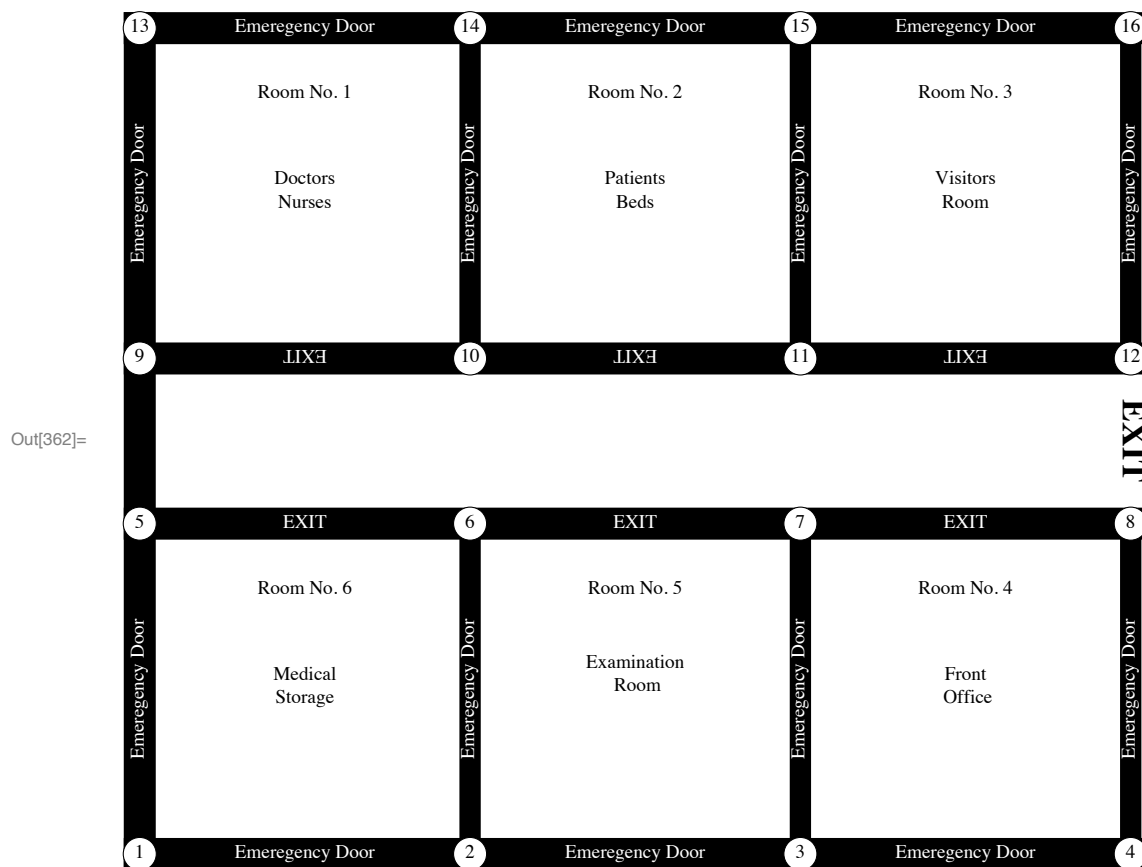 13 Emeregency Door 14 Emeregency Door 15 Emeregency Door 16
Room No. 1 Room No. 2 Room No. 3
Emeregency Door Emeregency Door Emeregency Door Emeregency Door
Doctors Patients Visitors
Nurses Beds Room
9 EXIT 10 EXIT 11 EXIT 12
Out[362]= EXIT
5 EXIT 6 EXIT 7 EXIT 8
Room No. 6 Room No. 5 Room No. 4
Emeregency Door Emeregency Door Emeregency Door Emeregency Door
Medical Examination Front
Storage Room Office
1 Emeregency Door 2 Emeregency Door 3 Emeregency Door 4